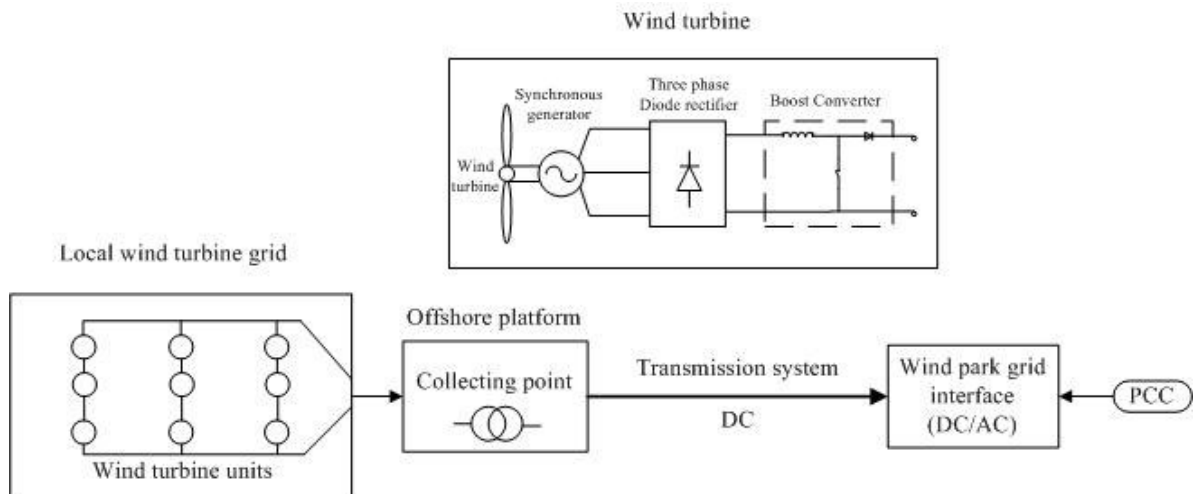 Wind turbine
Synchronous
generator
Three phase
Diode rectifier
Boost Converter
Wind
turbine
Local wind turbine grid
Wind turbine units
Offshore platform
Collecting point
Transmission system
DC
Wind park grid
interface
(DC/AC)
PCC